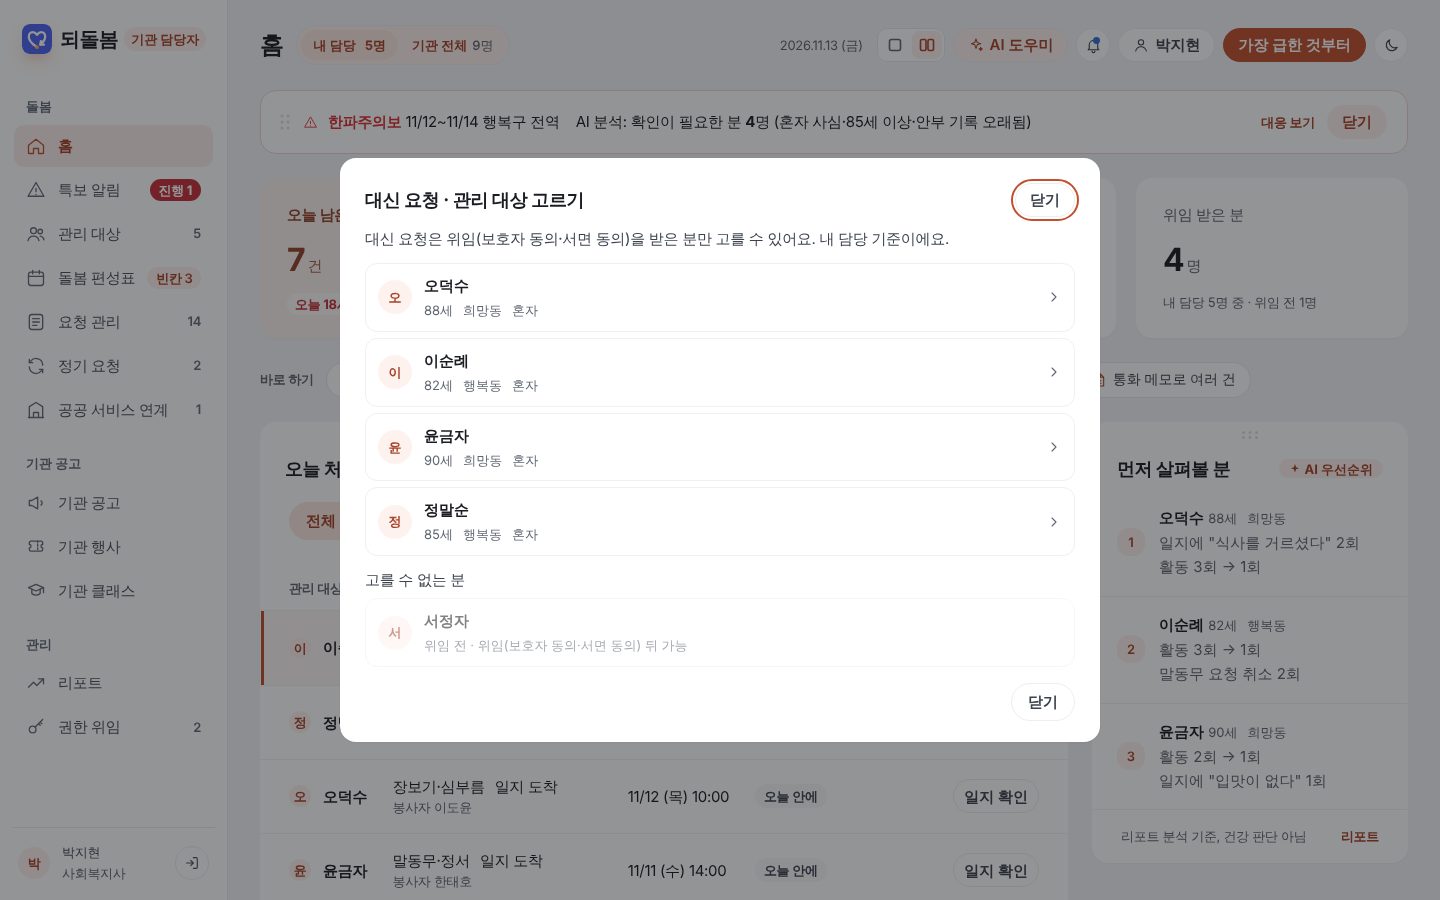 되돌봄 기관 담당자
돌봄
홈
특보 알림 진행 1
관리 대상 5
돌봄 편성표 빈칸 3
요청 관리 14
정기 요청 2
공공 서비스 연계 1
기관 공고
기관 공고
기관 행사
기관 클래스
관리
리포트
권한 위임 2
박 박지현
사회복지사
홈 내 담당 5명 기관 전체 9명
2026.11.13 (금) AI 도우미 박지현 가장 급한 것부터
한파주의보 11/12~11/14 행복구 전역 AI 분석: 확인이 필요한 분 4명 (혼자 사심·85세 이상·안부 기록 오래됨) 대응 보기 닫기
오늘 남은
7건
오늘 18시
위임 받은 분
4명
내 담당 5명 중 · 위임 전 1명
바로 하기
통화 메모로 여러 건
대신 요청 · 관리 대상 고르기 닫기
대신 요청은 위임(보호자 동의·서면 동의)을 받은 분만 고를 수 있어요. 내 담당 기준이에요.
오 오덕수
88세 희망동 혼자
이 이순례
82세 행복동 혼자
윤 윤금자
90세 희망동 혼자
정 정말순
85세 행복동 혼자
고를 수 없는 분
서 서정자
위임 전 · 위임(보호자 동의·서면 동의) 뒤 가능
닫기
오늘 처
전체
관리 대상
이 이
정 정
오 오덕수 장보기·심부름 일지 도착 11/12 (목) 10:00 오늘 안에 일지 확인
봉사자 이도윤
윤 윤금자 말동무·정서 일지 도착 11/11 (수) 14:00 오늘 안에 일지 확인
봉사자 한태호
먼저 살펴볼 분 AI 우선순위
1 오덕수 88세 희망동
일지에 "식사를 거르셨다" 2회
활동 3회 → 1회
2 이순례 82세 행복동
활동 3회 → 1회
말동무 요청 취소 2회
3 윤금자 90세 희망동
활동 2회 → 1회
일지에 "입맛이 없다" 1회
리포트 분석 기준, 건강 판단 아님 리포트